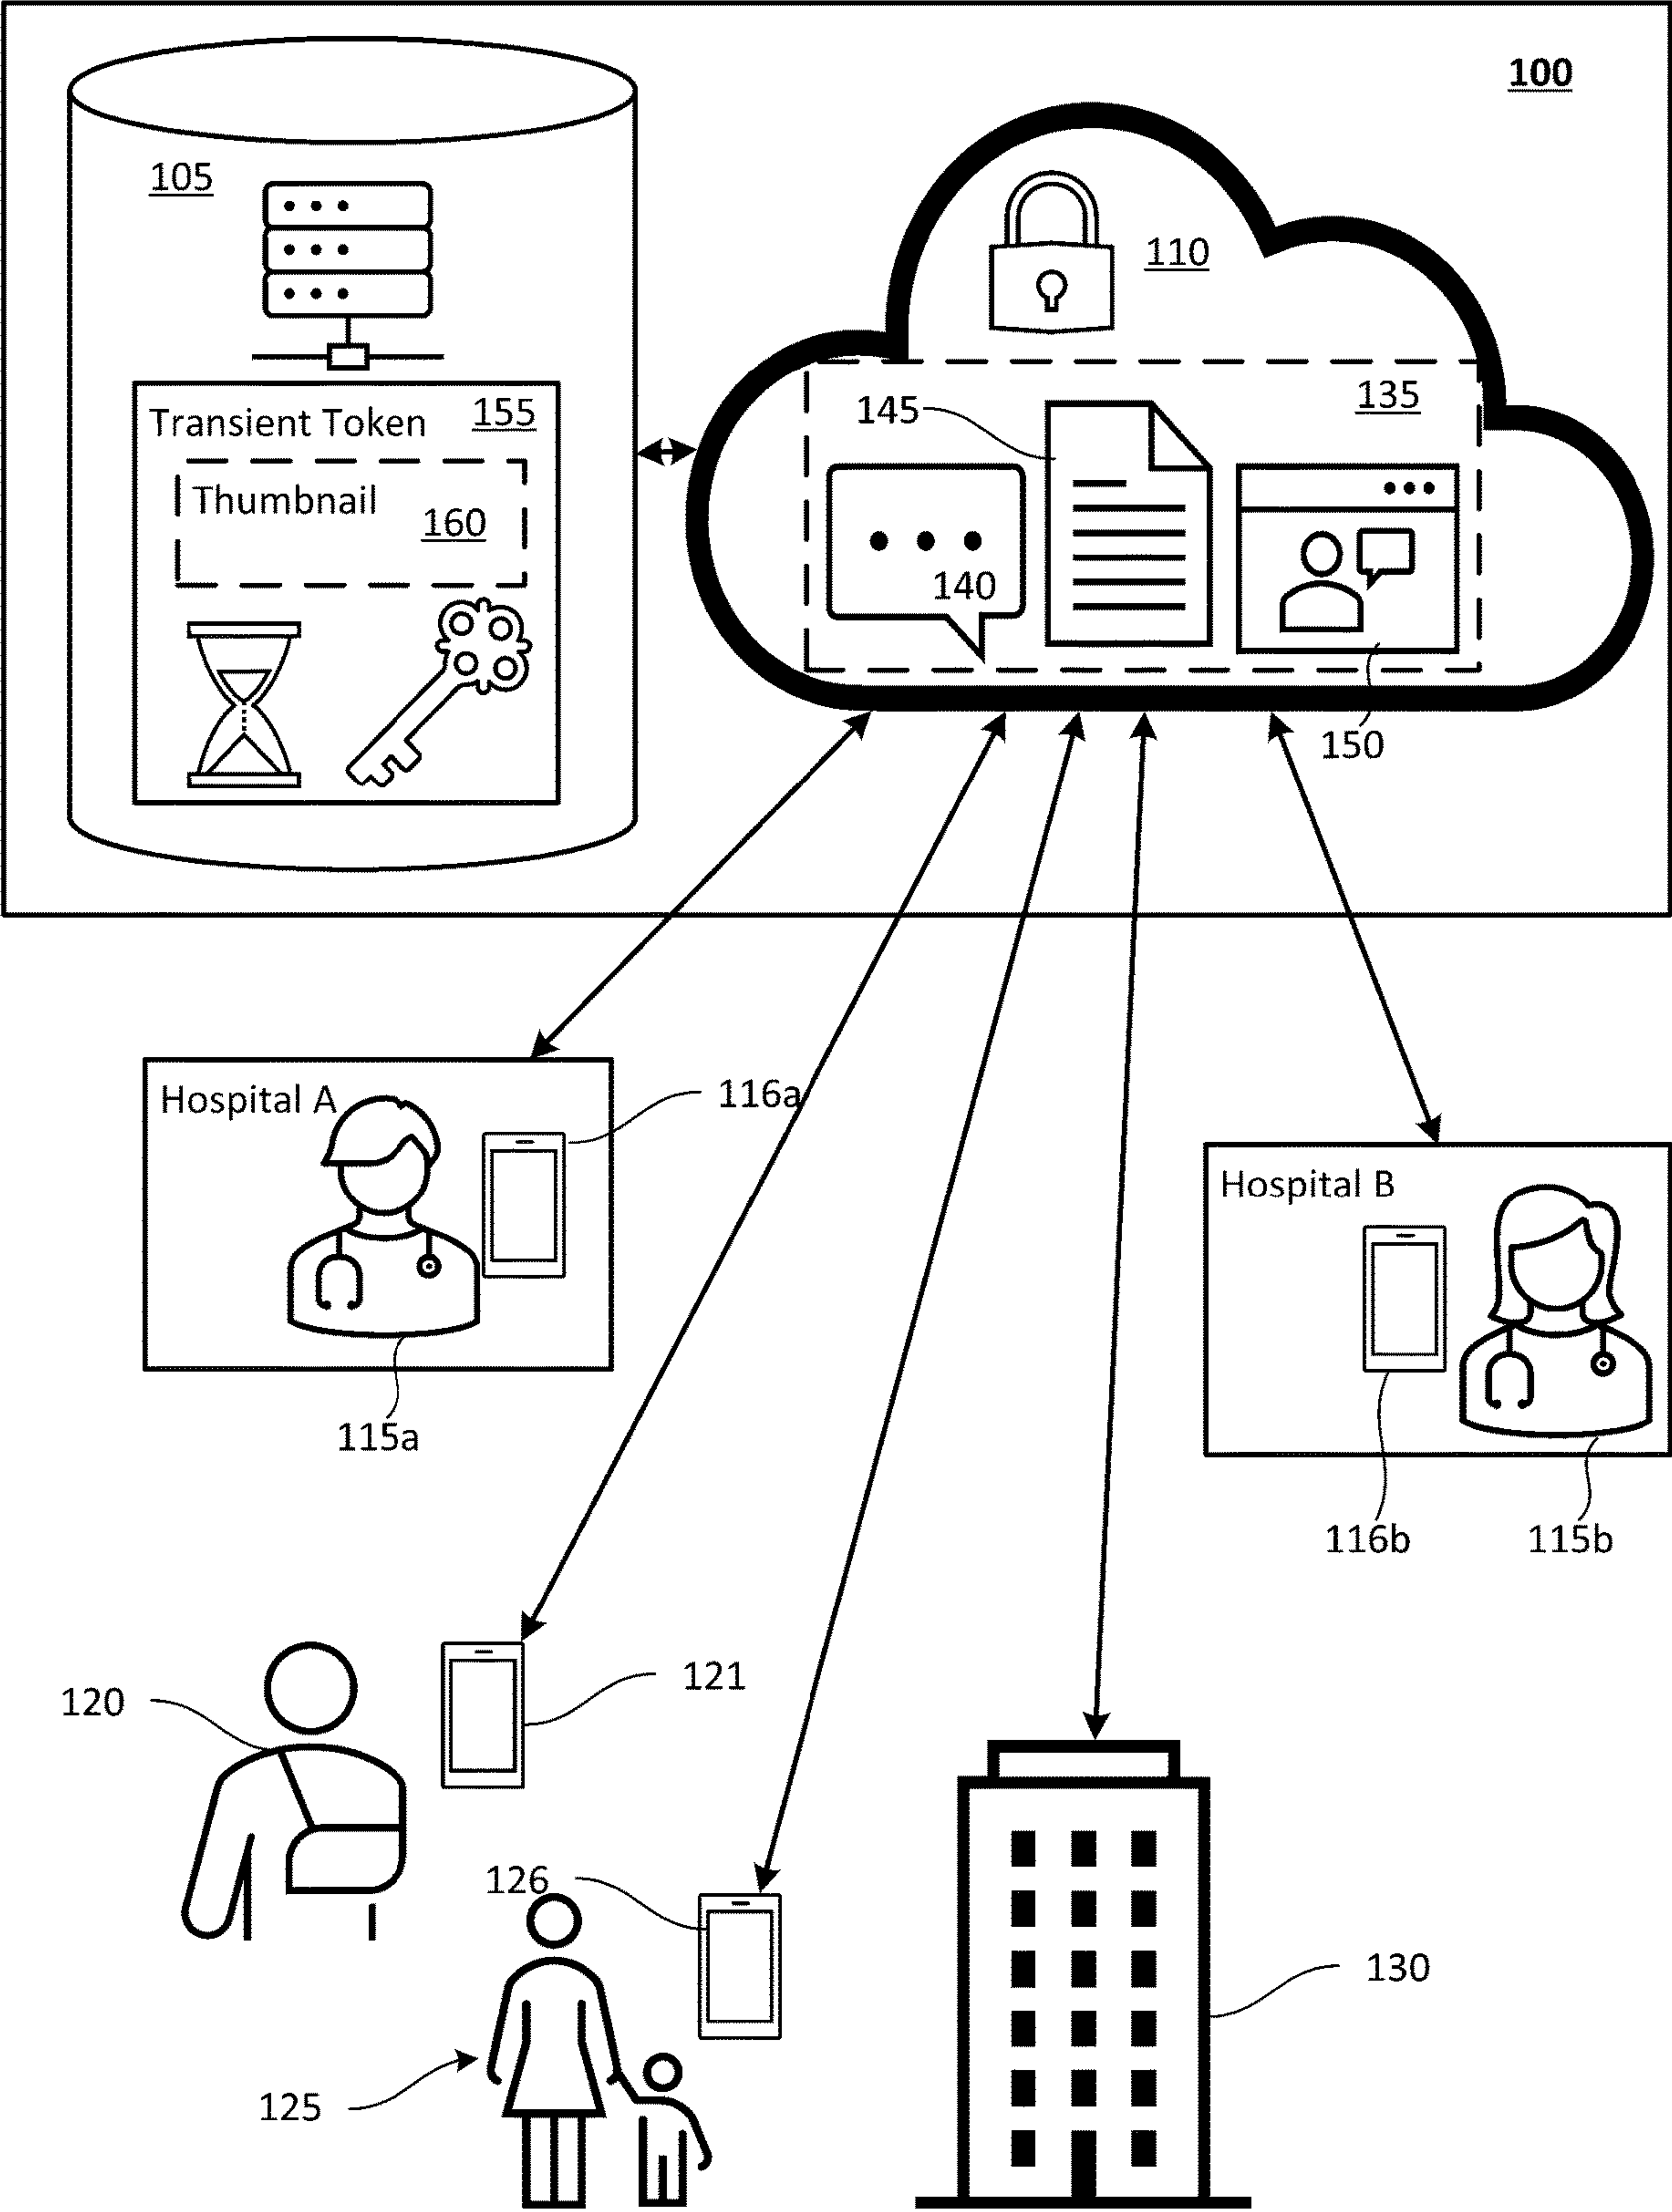 100
105
110
Transient Token 155
Thumbnail
160
145
135
140
150
Hospital A
116a
Hospital B
115a
116b
115b
120
121
126
130
125